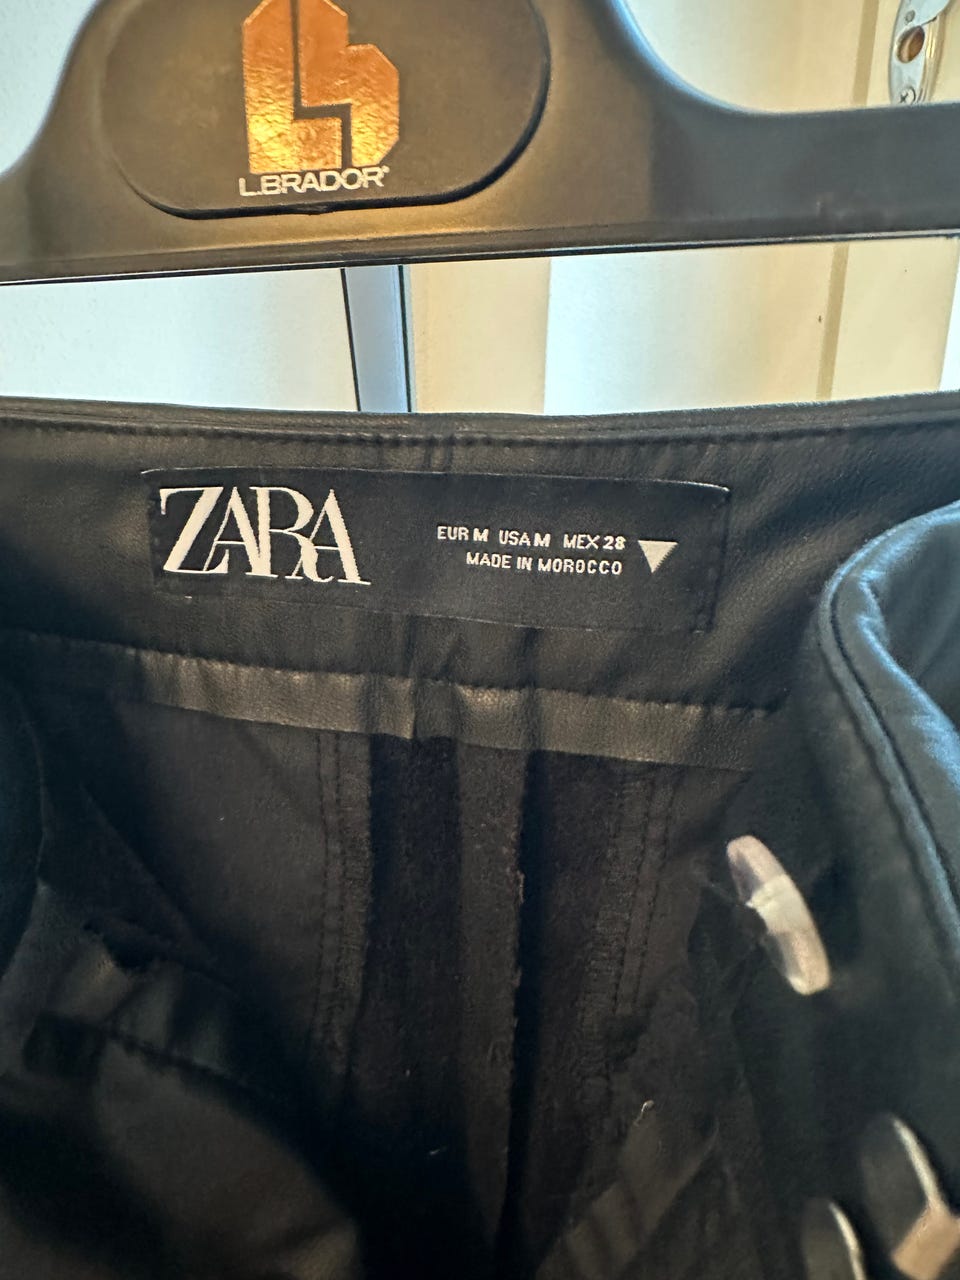 L.BRADOR®
ZARA
EUR M USA M MEX 28
MADE IN MOROCCO